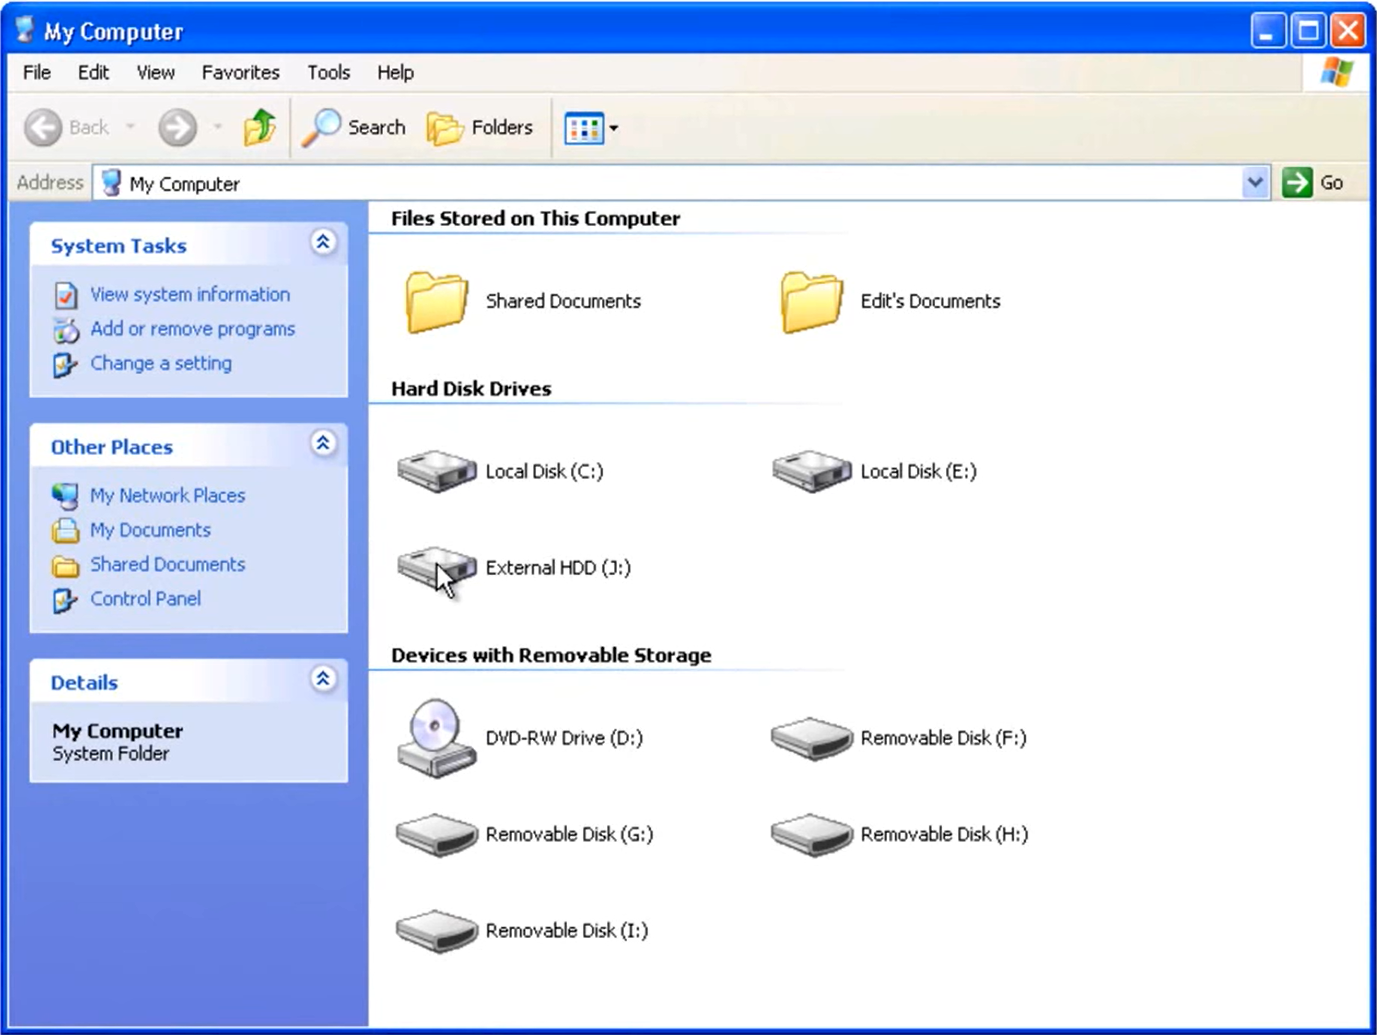 My Computer
File Edit View Favorites Tools Help
Back Search Folders
Address My Computer Go
System Tasks
View system information
Add or remove programs
Change a setting
Other Places
My Network Places
My Documents
Shared Documents
Control Panel
Details
My Computer
System Folder
Files Stored on This Computer
Shared Documents Edit's Documents
Hard Disk Drives
Local Disk (C:) Local Disk (E:)
External HDD (J:)
Devices with Removable Storage
DVD-RW Drive (D:) Removable Disk (F:)
Removable Disk (G:) Removable Disk (H:)
Removable Disk (I:)